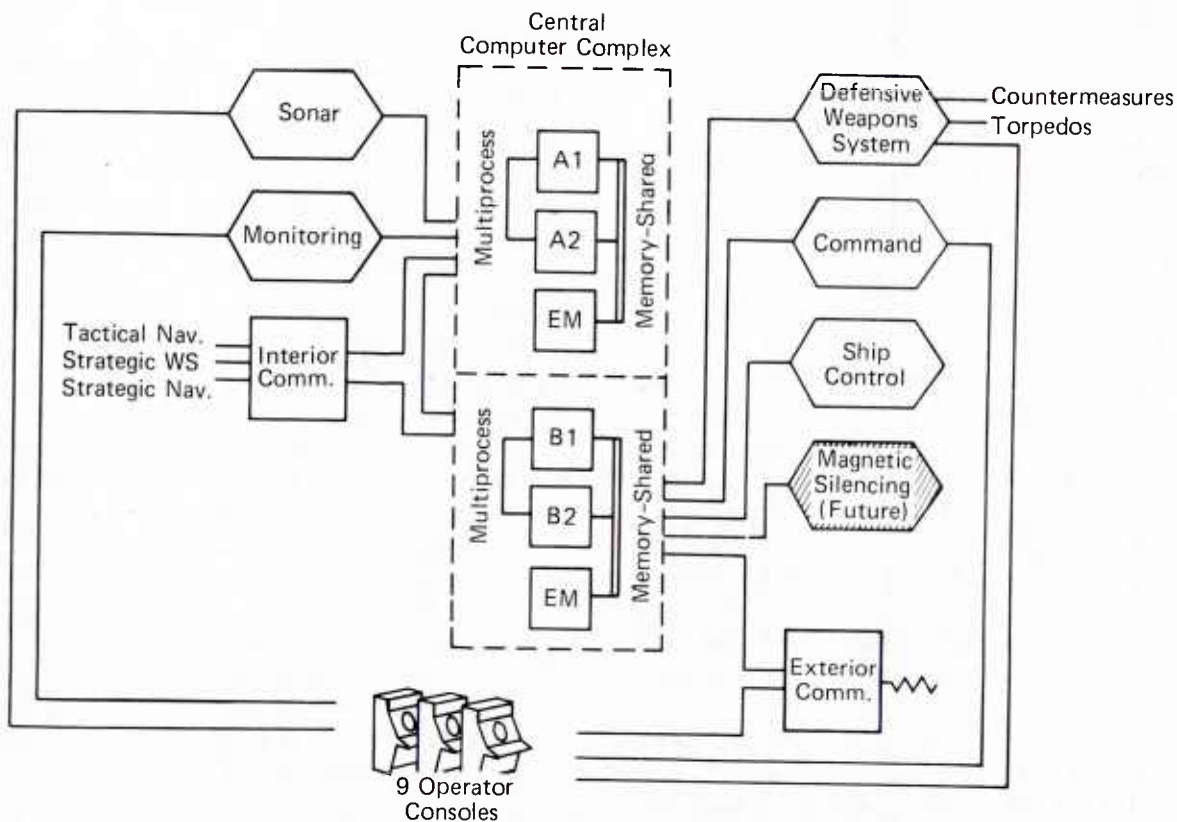 Central
Computer Complex
Sonar
Monitoring
Tactical Nav.
Strategic WS
Strategic Nav.
Interior
Comm.
Multiprocess
A1
A2
EM
Memory-Shared
Multiprocess
B1
B2
EM
Memory-Shared
Defensive
Weapons
System
Countermeasures
Torpedos
Command
Ship
Control
Magnetic
Silencing
(Future)
Exterior
Comm.
9 Operator
Consoles